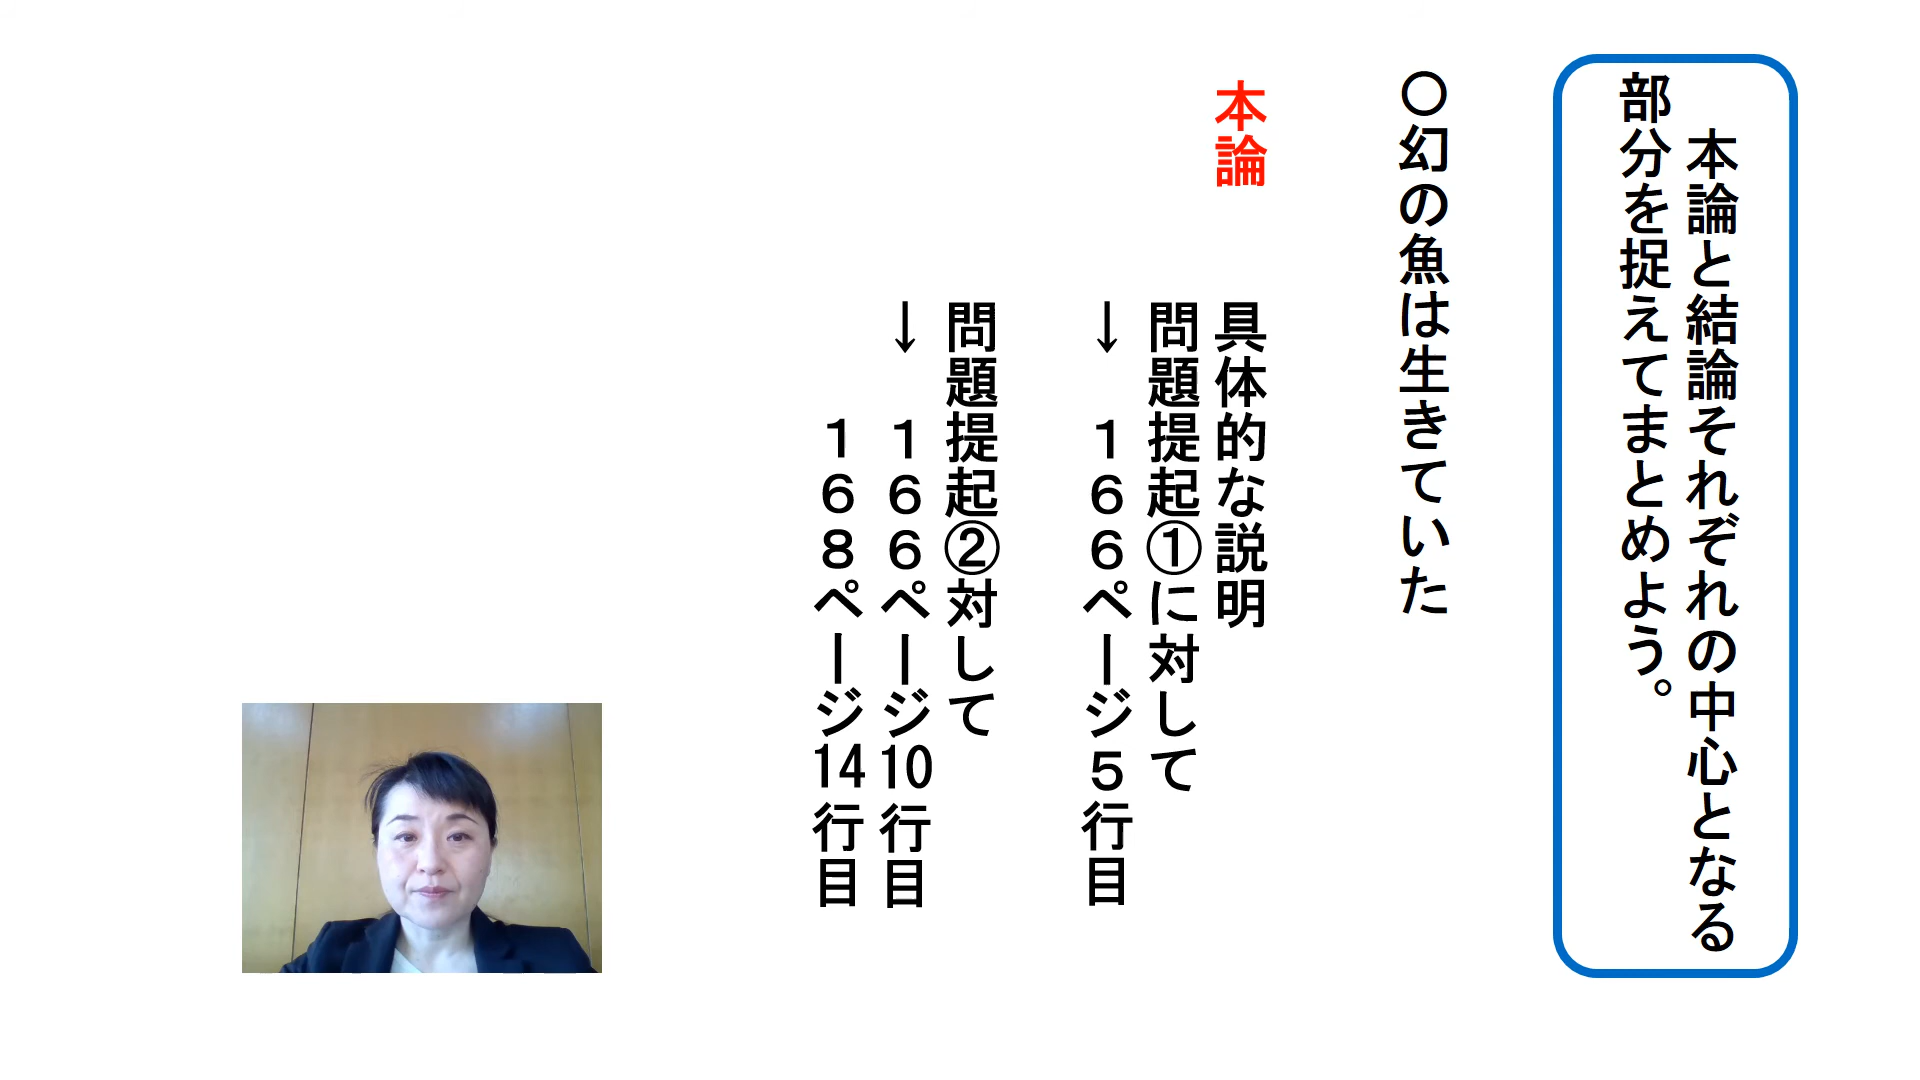 本論と結論それぞれの中心となる
部分を捉えてまとめよう。
〇幻の魚は生きていた
本論　具体的な説明
問題提起①に対して
↓　１６６ページ５行目
問題提起②対して
↓　１６６ページ10行目
１６８ページ14行目